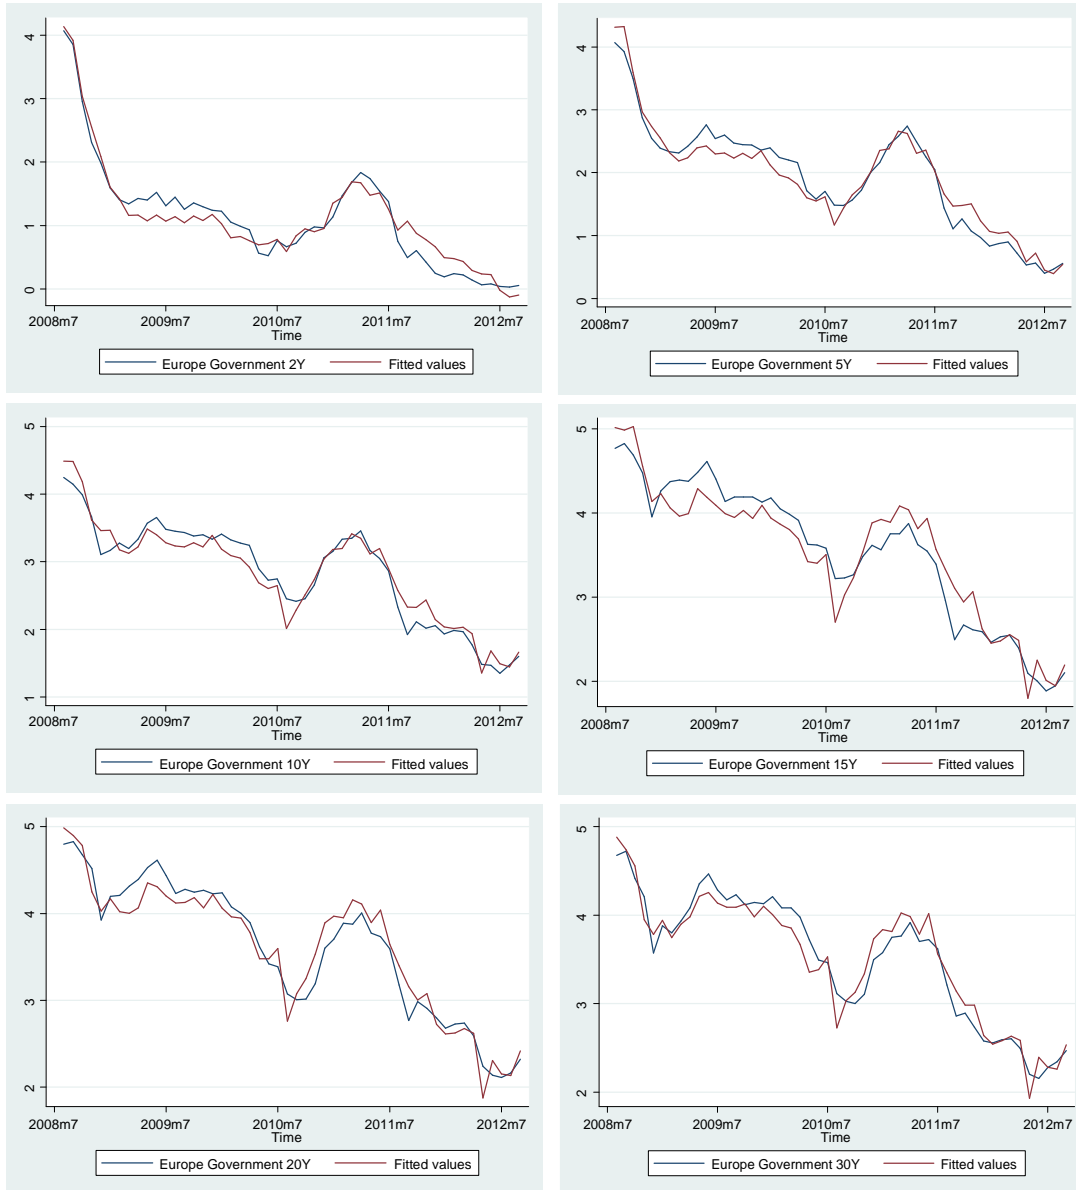 4
3
2
1
0
2008m7 2009m7 2010m7 2011m7 2012m7
Time
Europe Government 2Y Fitted values
4
3
2
1
0
2008m7 2009m7 2010m7 2011m7 2012m7
Time
Europe Government 5Y Fitted values
5
4
3
2
1
2008m7 2009m7 2010m7 2011m7 2012m7
Time
Europe Government 10Y Fitted values
5
4
3
2
2008m7 2009m7 2010m7 2011m7 2012m7
Time
Europe Government 15Y Fitted values
5
4
3
2
2008m7 2009m7 2010m7 2011m7 2012m7
Time
Europe Government 20Y Fitted values
5
4
3
2
2008m7 2009m7 2010m7 2011m7 2012m7
Time
Europe Government 30Y Fitted values